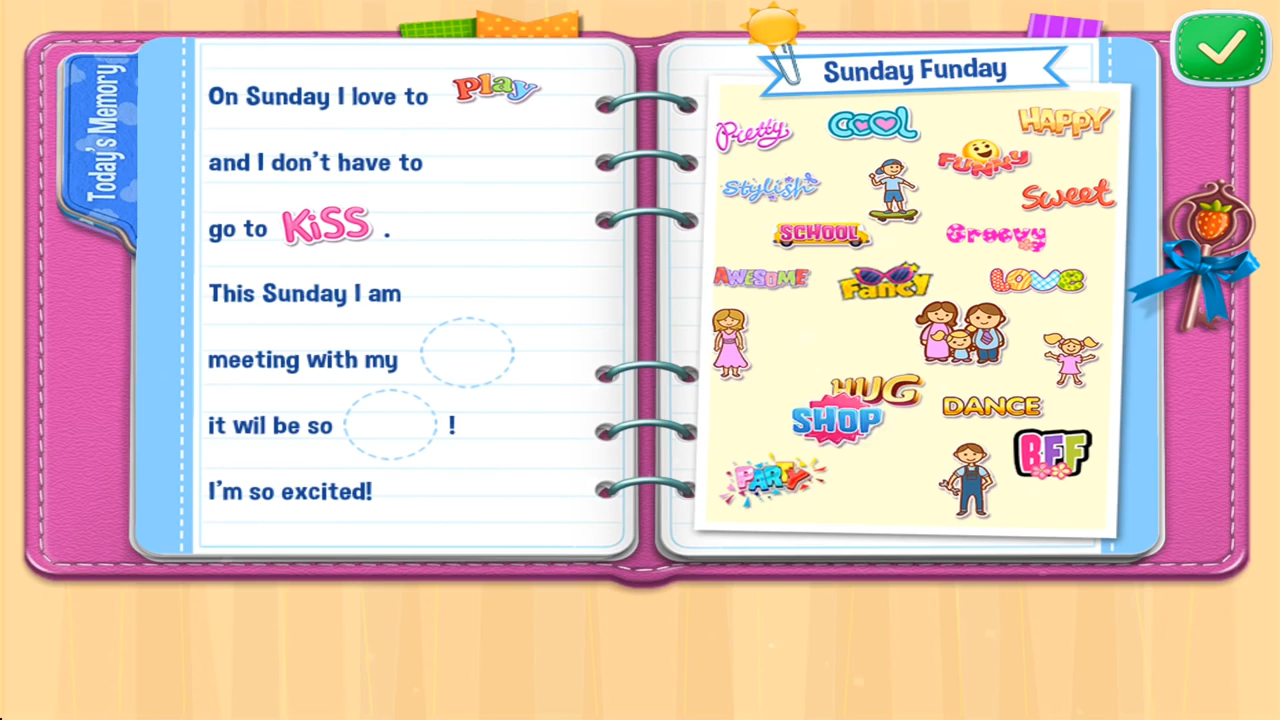 Today's Memory
On Sunday I love to Play
and I don't have to
go to KiSS .
This Sunday I am
meeting with my
it wil be so !
I'm so excited!
Sunday Funday
Pretty
COOL
HAPPY
FUNNY
Stylish
Sweet
SCHOOL
Groovy
AWESOME
Fancy
LOVE
HUG
SHOP
DANCE
BFF
PARTY